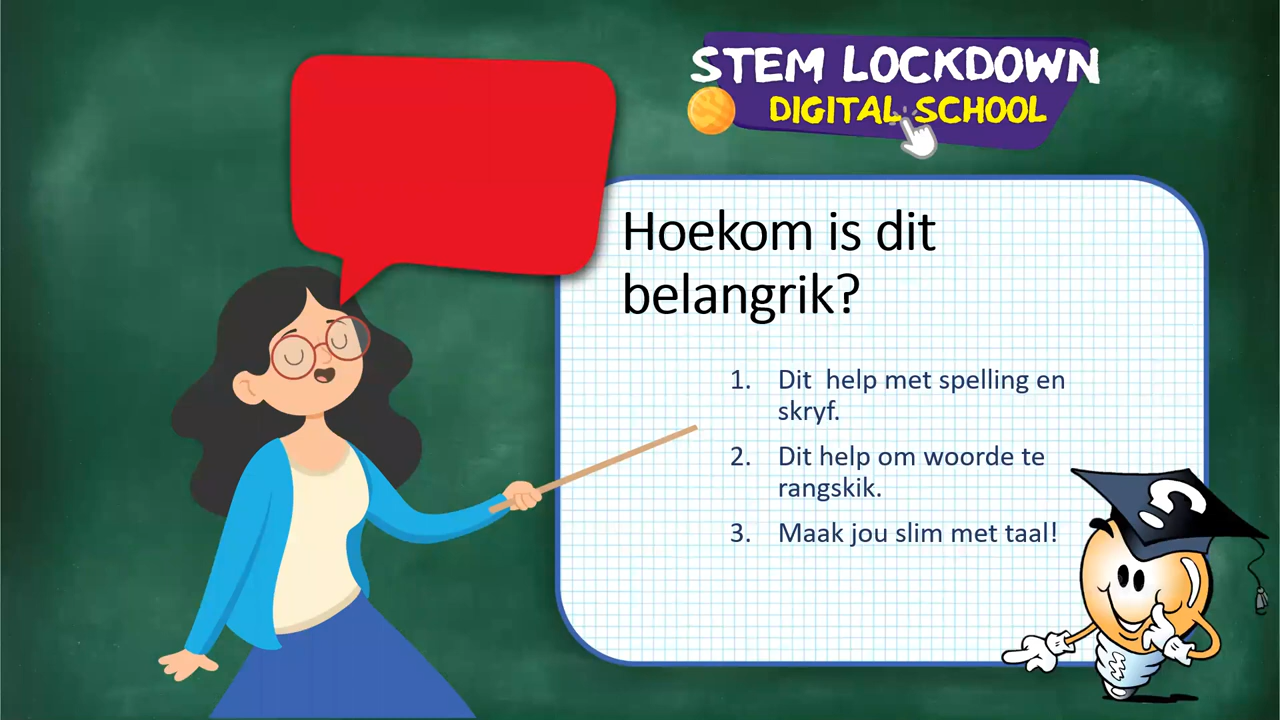 STEM LOCKDOWN
DIGITAL SCHOOL
Hoekom is dit
belangrik?
1. Dit  help met spelling en
skryf.
2. Dit help om woorde te
rangskik.
3. Maak jou slim met taal!